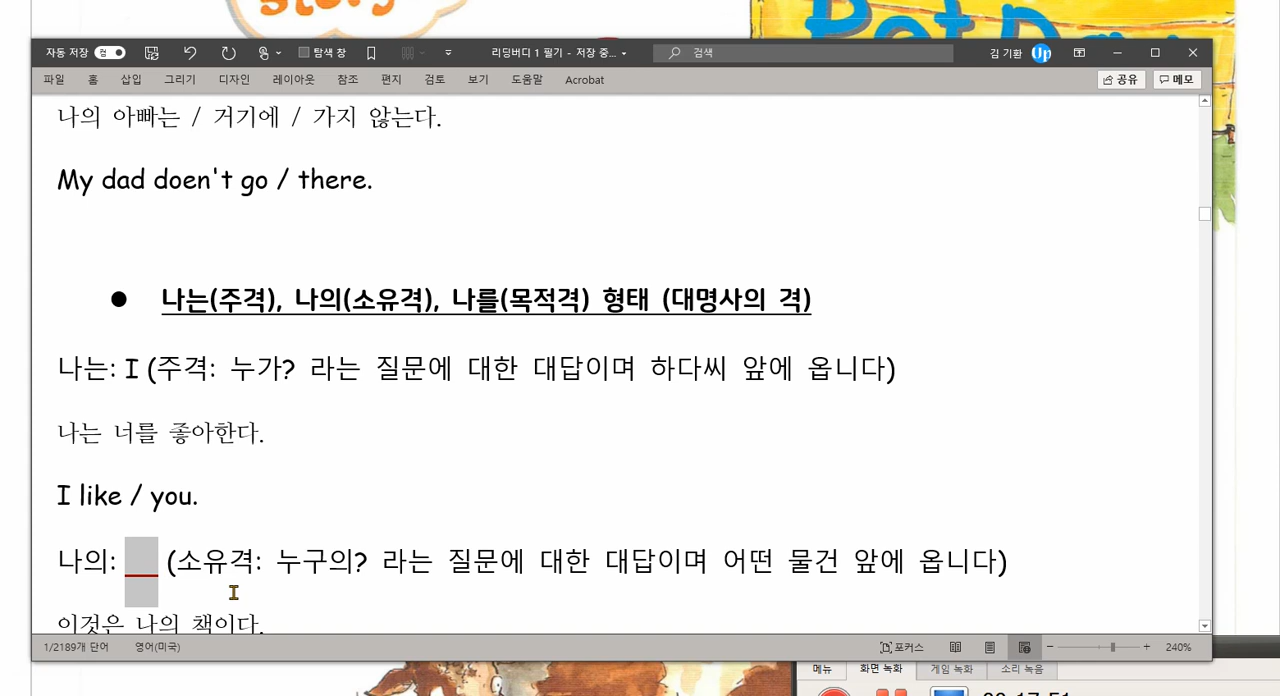 story
Pet D
자동 저장 켬 탐색 창 리딩버디 1 필기 - 저장 중... 검색 김 기환 Up
파일 홈 삽입 그리기 디자인 레이아웃 참조 편지 검토 보기 도움말 Acrobat 공유 메모
나의 아빠는 / 거기에 / 가지 않는다.
My dad doen't go / there.
● 나는(주격), 나의(소유격), 나를(목적격) 형태 (대명사의 격)
나는: I (주격: 누가? 라는 질문에 대한 대답이며 하다씨 앞에 옵니다)
나는 너를 좋아한다.
I like / you.
나의: (소유격: 누구의? 라는 질문에 대한 대답이며 어떤 물건 앞에 옵니다)
이것은 나의 책이다.
1/2189개 단어 영어(미국) 포커스 240%
메뉴 화면 녹화 게임 녹화 소리 녹음